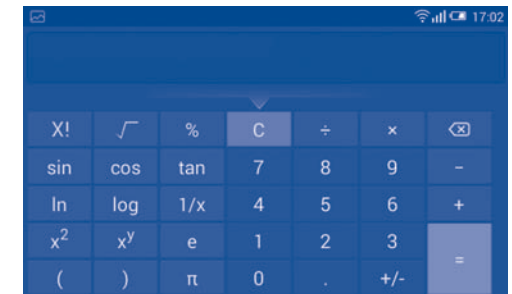 17:02
X! √ % C ÷ ×
sin cos tan 7 8 9 −
ln log 1/x 4 5 6 +
x² xʸ e 1 2 3
( ) π 0 . +/- =